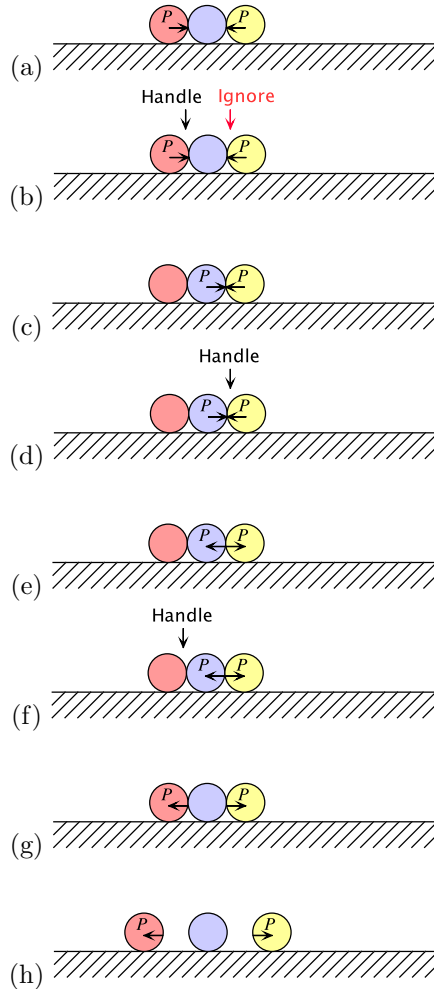 P P
(a)
Handle Ignore
P P
(b)
P P
(c)
Handle
P P
(d)
P P
(e)
Handle
P P
(f)
P P
(g)
P P
(h)